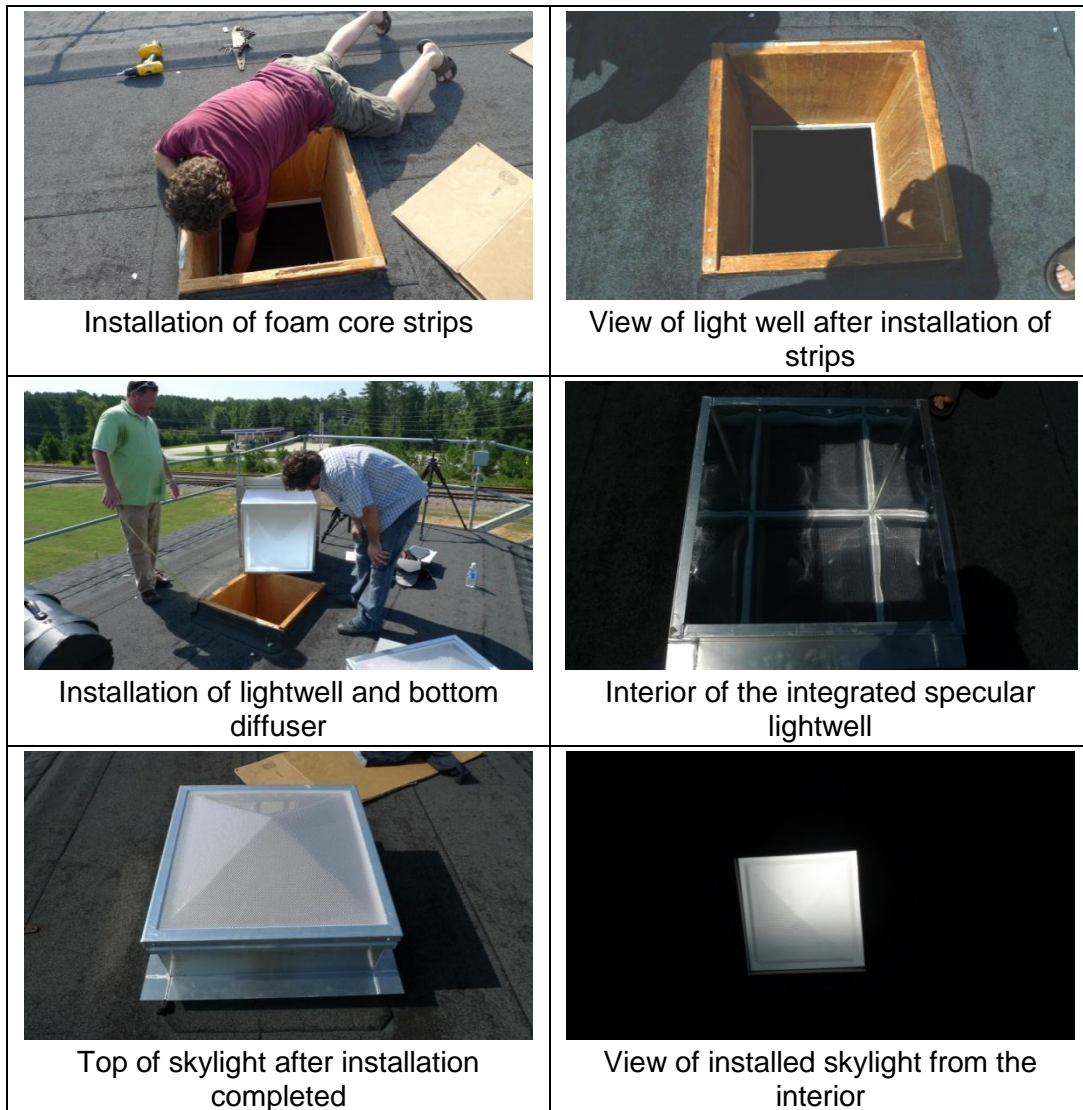 Installation of foam core strips
View of light well after installation of
strips
Installation of lightwell and bottom
diffuser
Interior of the integrated specular
lightwell
Top of skylight after installation
completed
View of installed skylight from the
interior